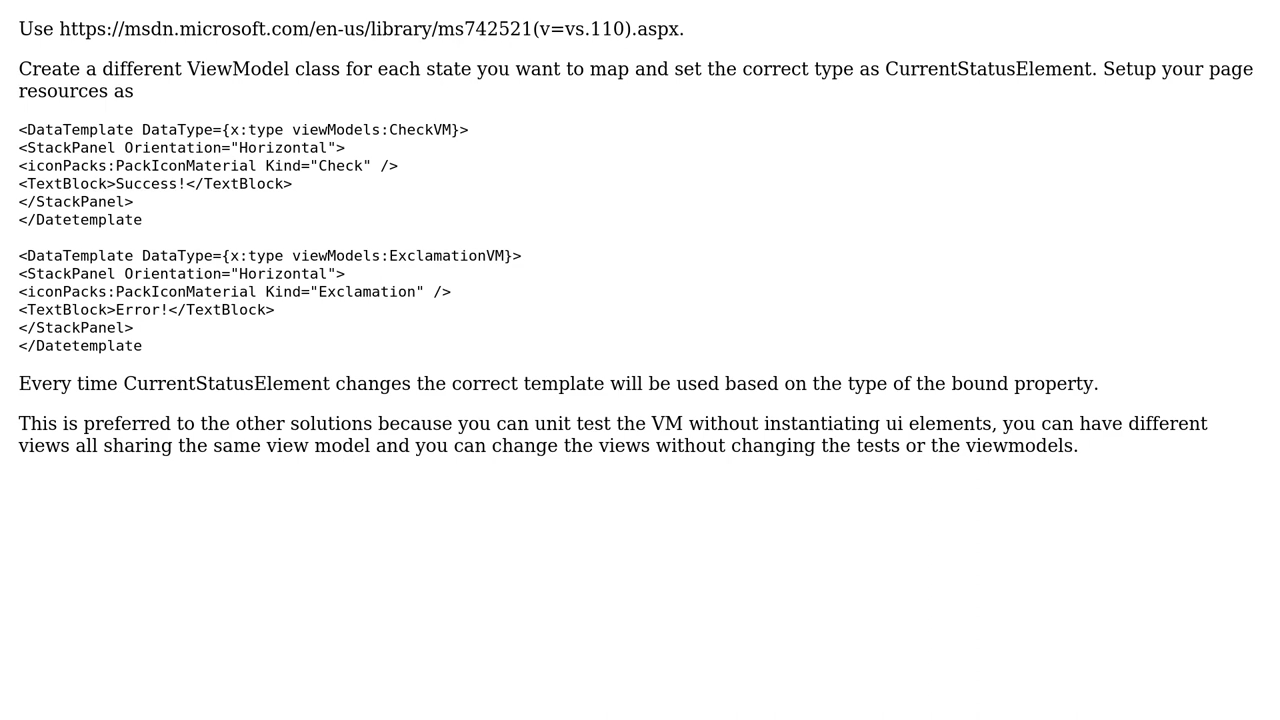 Use https://msdn.microsoft.com/en-us/library/ms742521(v=vs.110).aspx.
Create a different ViewModel class for each state you want to map and set the correct type as CurrentStatusElement. Setup your page
resources as
<DataTemplate DataType={x:type viewModels:CheckVM}>
<StackPanel Orientation="Horizontal">
<iconPacks:PackIconMaterial Kind="Check" />
<TextBlock>Success!</TextBlock>
</StackPanel>
</Datetemplate
<DataTemplate DataType={x:type viewModels:ExclamationVM}>
<StackPanel Orientation="Horizontal">
<iconPacks:PackIconMaterial Kind="Exclamation" />
<TextBlock>Error!</TextBlock>
</StackPanel>
</Datetemplate
Every time CurrentStatusElement changes the correct template will be used based on the type of the bound property.
This is preferred to the other solutions because you can unit test the VM without instantiating ui elements, you can have different
views all sharing the same view model and you can change the views without changing the tests or the viewmodels.